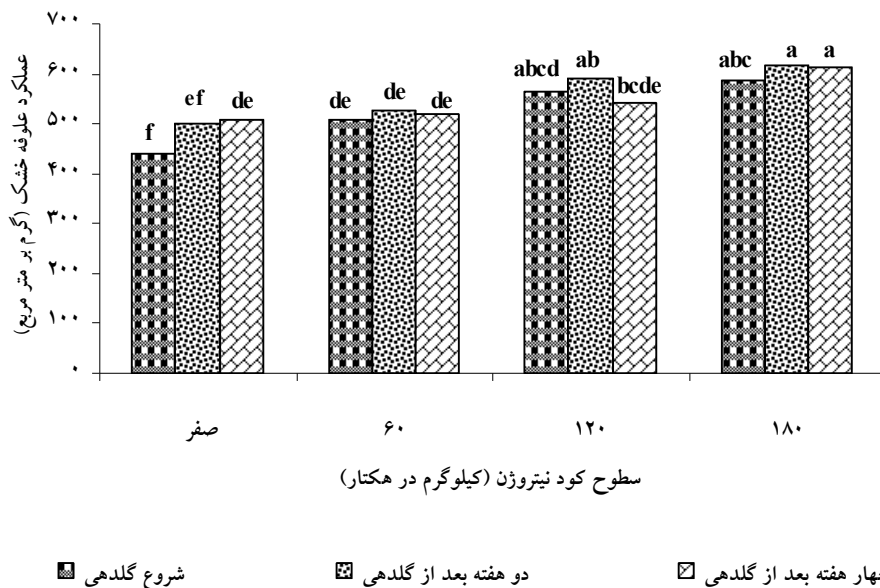 عملکرد علوفه خشک (گرم بر متر مربع)
۷۰۰
۶۰۰
۵۰۰
۴۰۰
۳۰۰
۲۰۰
۱۰۰
۰
f ef de de de de abcd ab bcde abc a a
صفر ۶۰ ۱۲۰ ۱۸۰
سطوح کود نیتروژن (کیلوگرم در هکتار)
شروع گلدهی دو هفته بعد از گلدهی هار هفته بعد از گلدهی